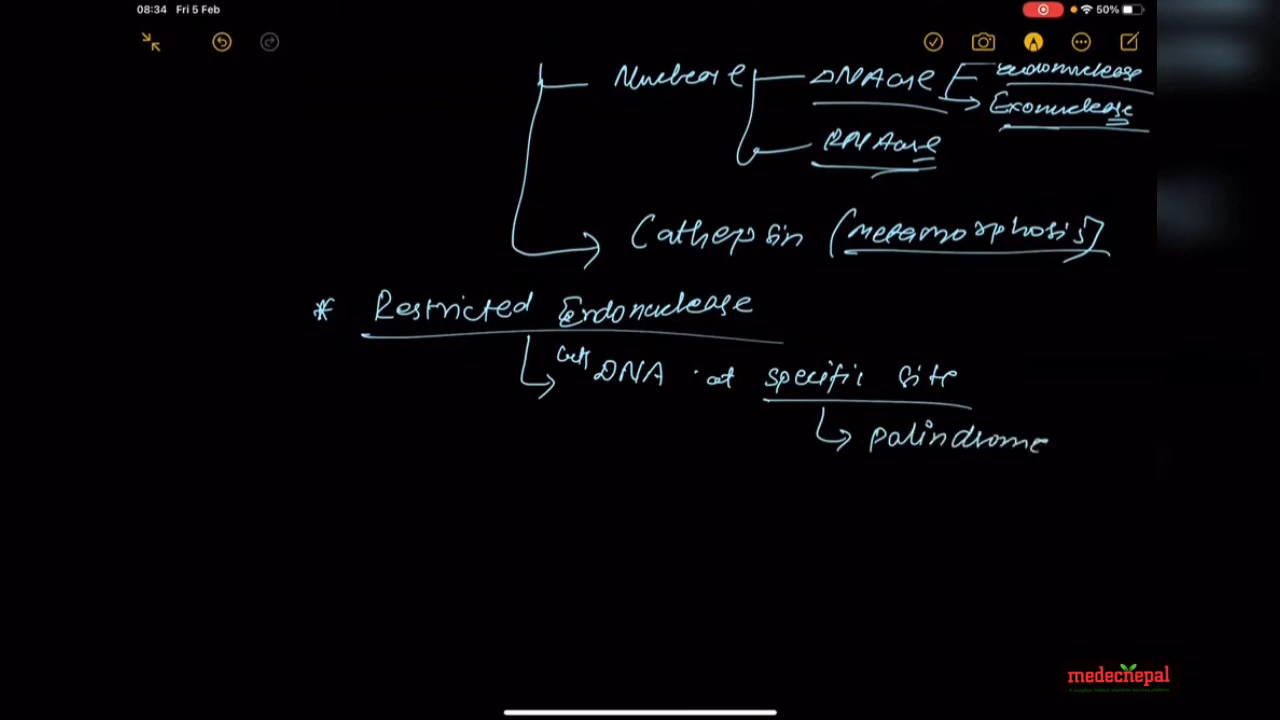 08:34 Fri 5 Feb
50%
Nuclease DNAase Endonuclease
Exonuclease
RNAase
Cathepsin (metamorphosis)
* Restricted Endonuclease
cut DNA at specific site
palindrome
medecnepal